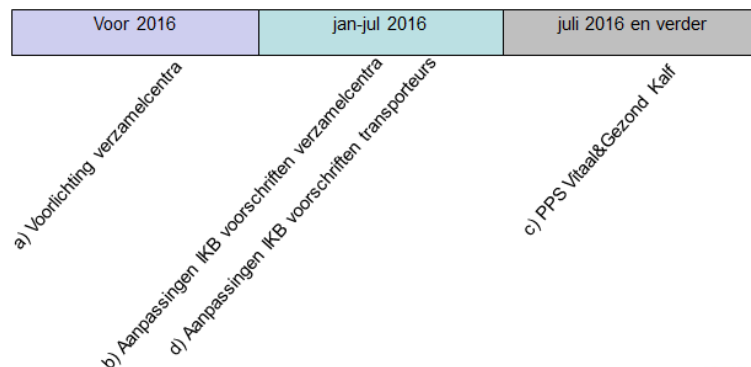 Voor 2016
jan-jul 2016
juli 2016 en verder
a) Voorlichting verzamelcentra
b) Aanpassingen IKB voorschriften verzamelcentra
d) Aanpassingen IKB voorschriften transporteurs
c) PPS Vitaal&Gezond Kalf